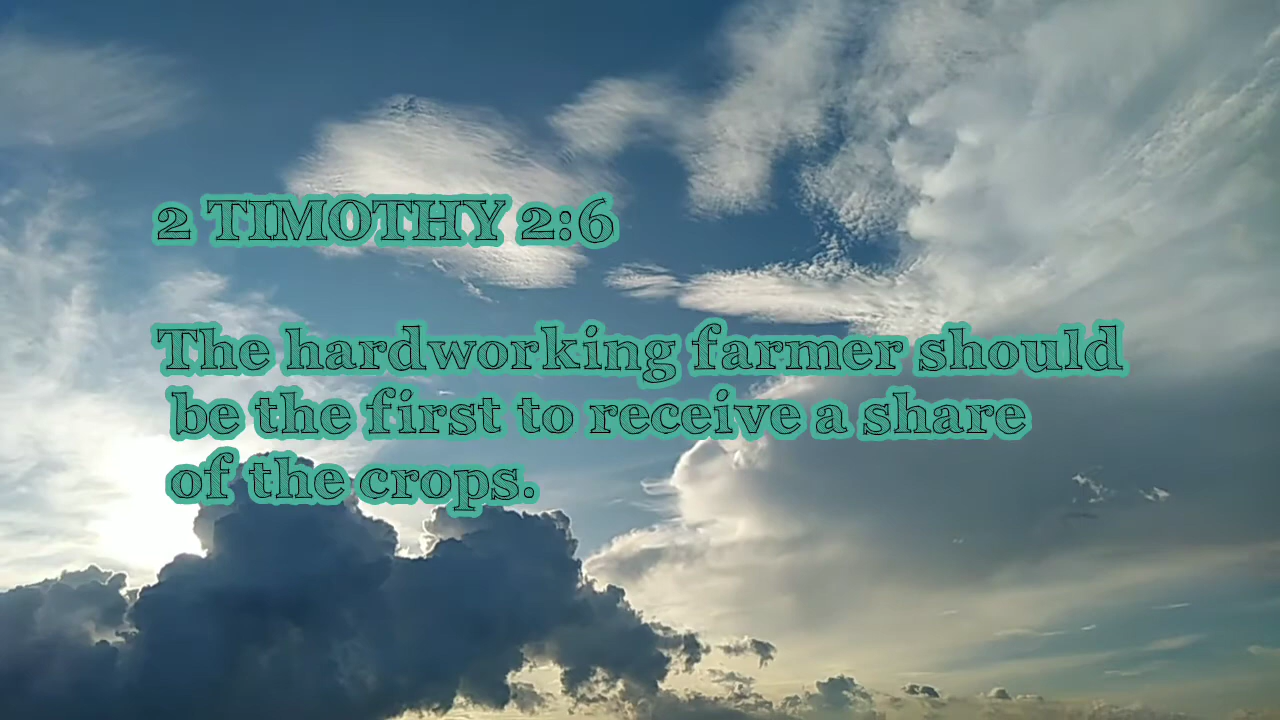 2 TIMOTHY 2:6
The hardworking farmer should
be the first to receive a share
of the crops.